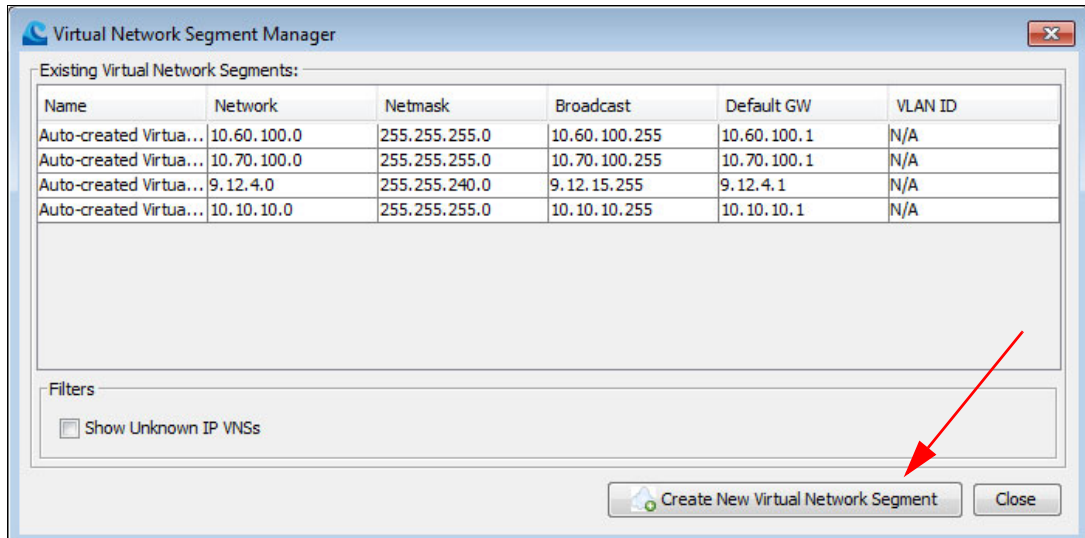 Virtual Network Segment Manager
Existing Virtual Network Segments:
Name Network Netmask Broadcast Default GW VLAN ID
Auto-created Virtua... 10.60.100.0 255.255.255.0 10.60.100.255 10.60.100.1 N/A
Auto-created Virtua... 10.70.100.0 255.255.255.0 10.70.100.255 10.70.100.1 N/A
Auto-created Virtua... 9.12.4.0 255.255.240.0 9.12.15.255 9.12.4.1 N/A
Auto-created Virtua... 10.10.10.0 255.255.255.0 10.10.10.255 10.10.10.1 N/A
Filters
Show Unknown IP VNSs
Create New Virtual Network Segment Close